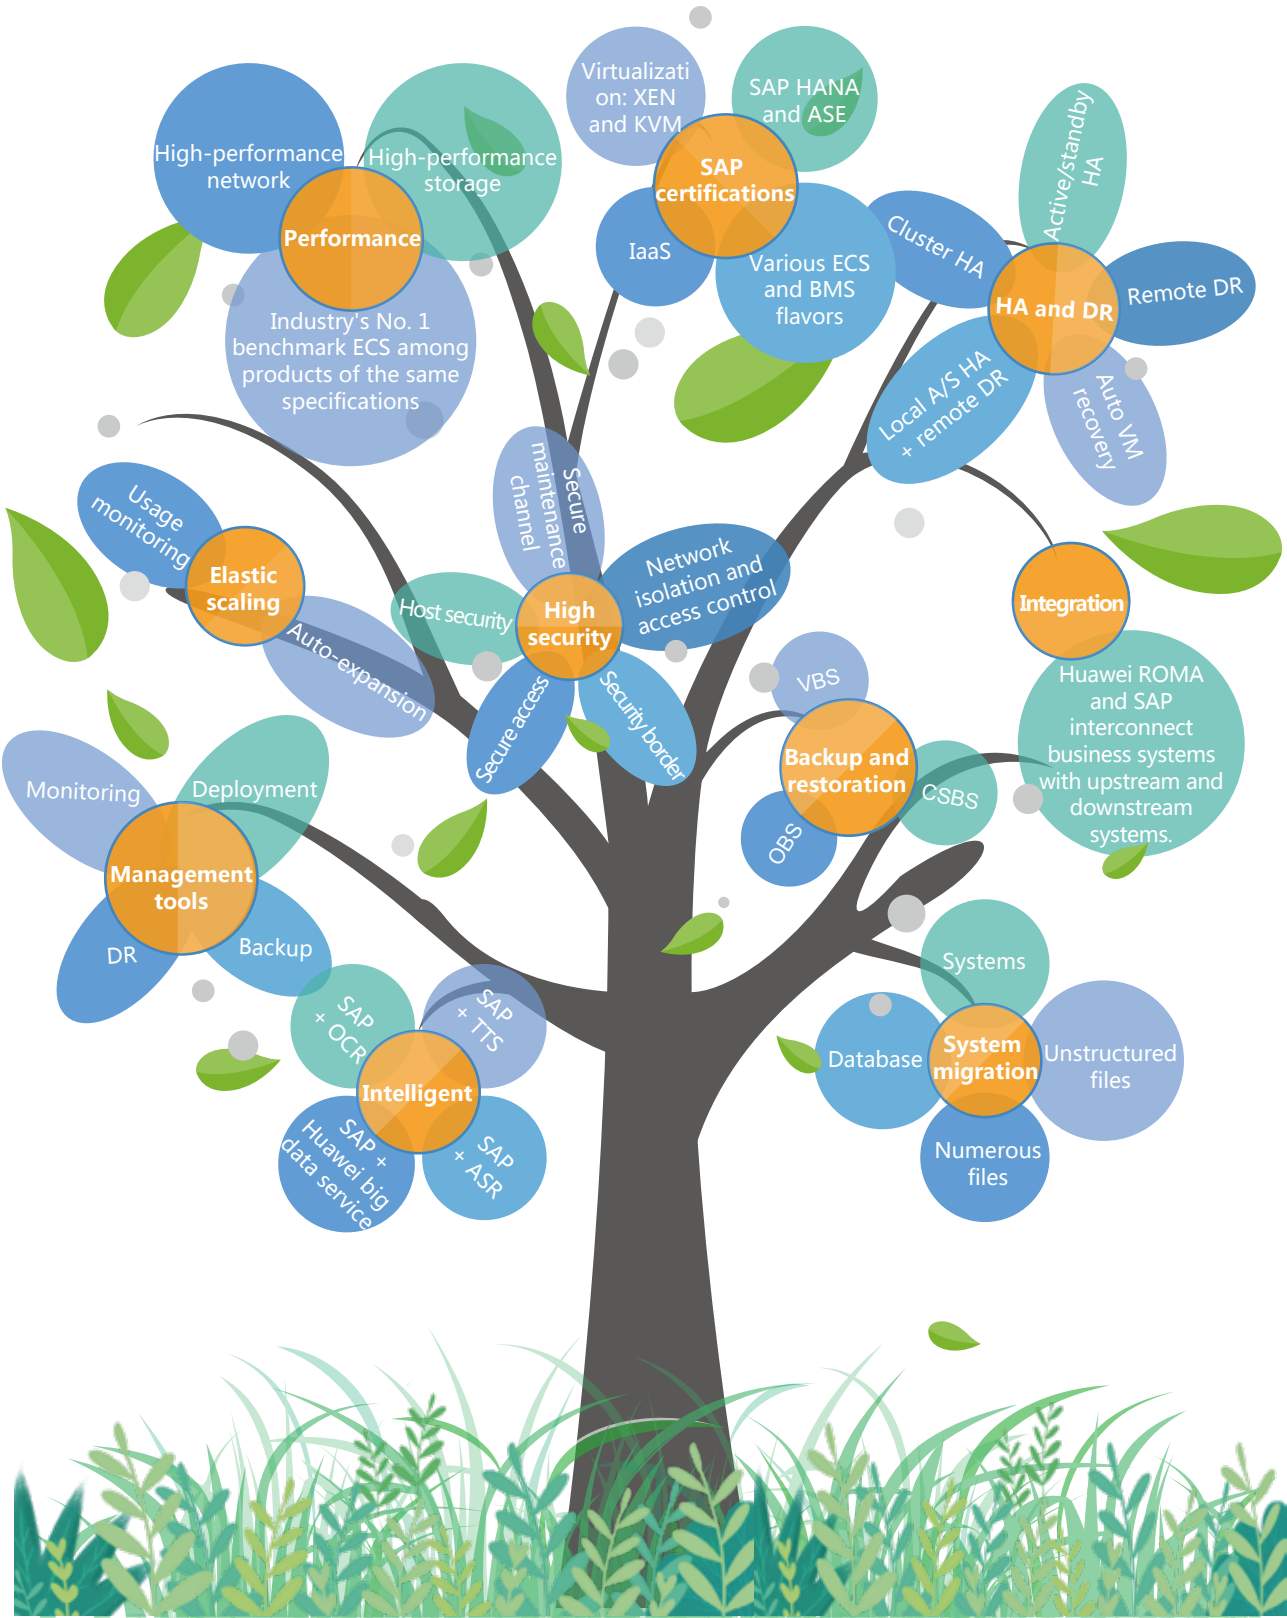 High-performance
network
High-performance
storage
Performance
Industry's No. 1
benchmark ECS among
products of the same
specifications
Virtualizati
on: XEN
and KVM
SAP HANA
and ASE
SAP
certifications
IaaS
Various ECS
and BMS
flavors
Active/standby
HA
Cluster HA
HA and DR
Remote DR
Local A/S HA
+ remote DR
Auto VM
recovery
Usage
monitoring
Elastic
scaling
Auto-expansion
Secure
maintenance
channel
Host security
High
security
Network
isolation and
access control
Secure access
Security border
Integration
Huawei ROMA
and SAP
interconnect
business systems
with upstream and
downstream
systems.
VBS
Backup and
restoration
CSBS
OBS
Monitoring
Deployment
Management
tools
DR
Backup
SAP
+ OCR
SAP
+ TTS
Intelligent
SAP +
Huawei big
data service
SAP
+ ASR
Systems
Database
System
migration
Unstructured
files
Numerous
files